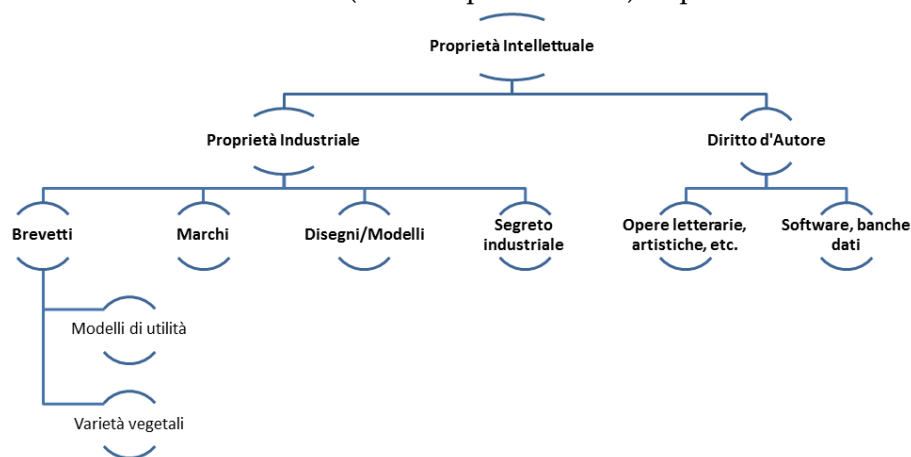 Proprietà Intellettuale
Proprietà Industriale
Diritto d'Autore
Brevetti
Marchi
Disegni/Modelli
Segreto
industriale
Opere letterarie,
artistiche, etc.
Software, banche
dati
Modelli di utilità
Varietà vegetali